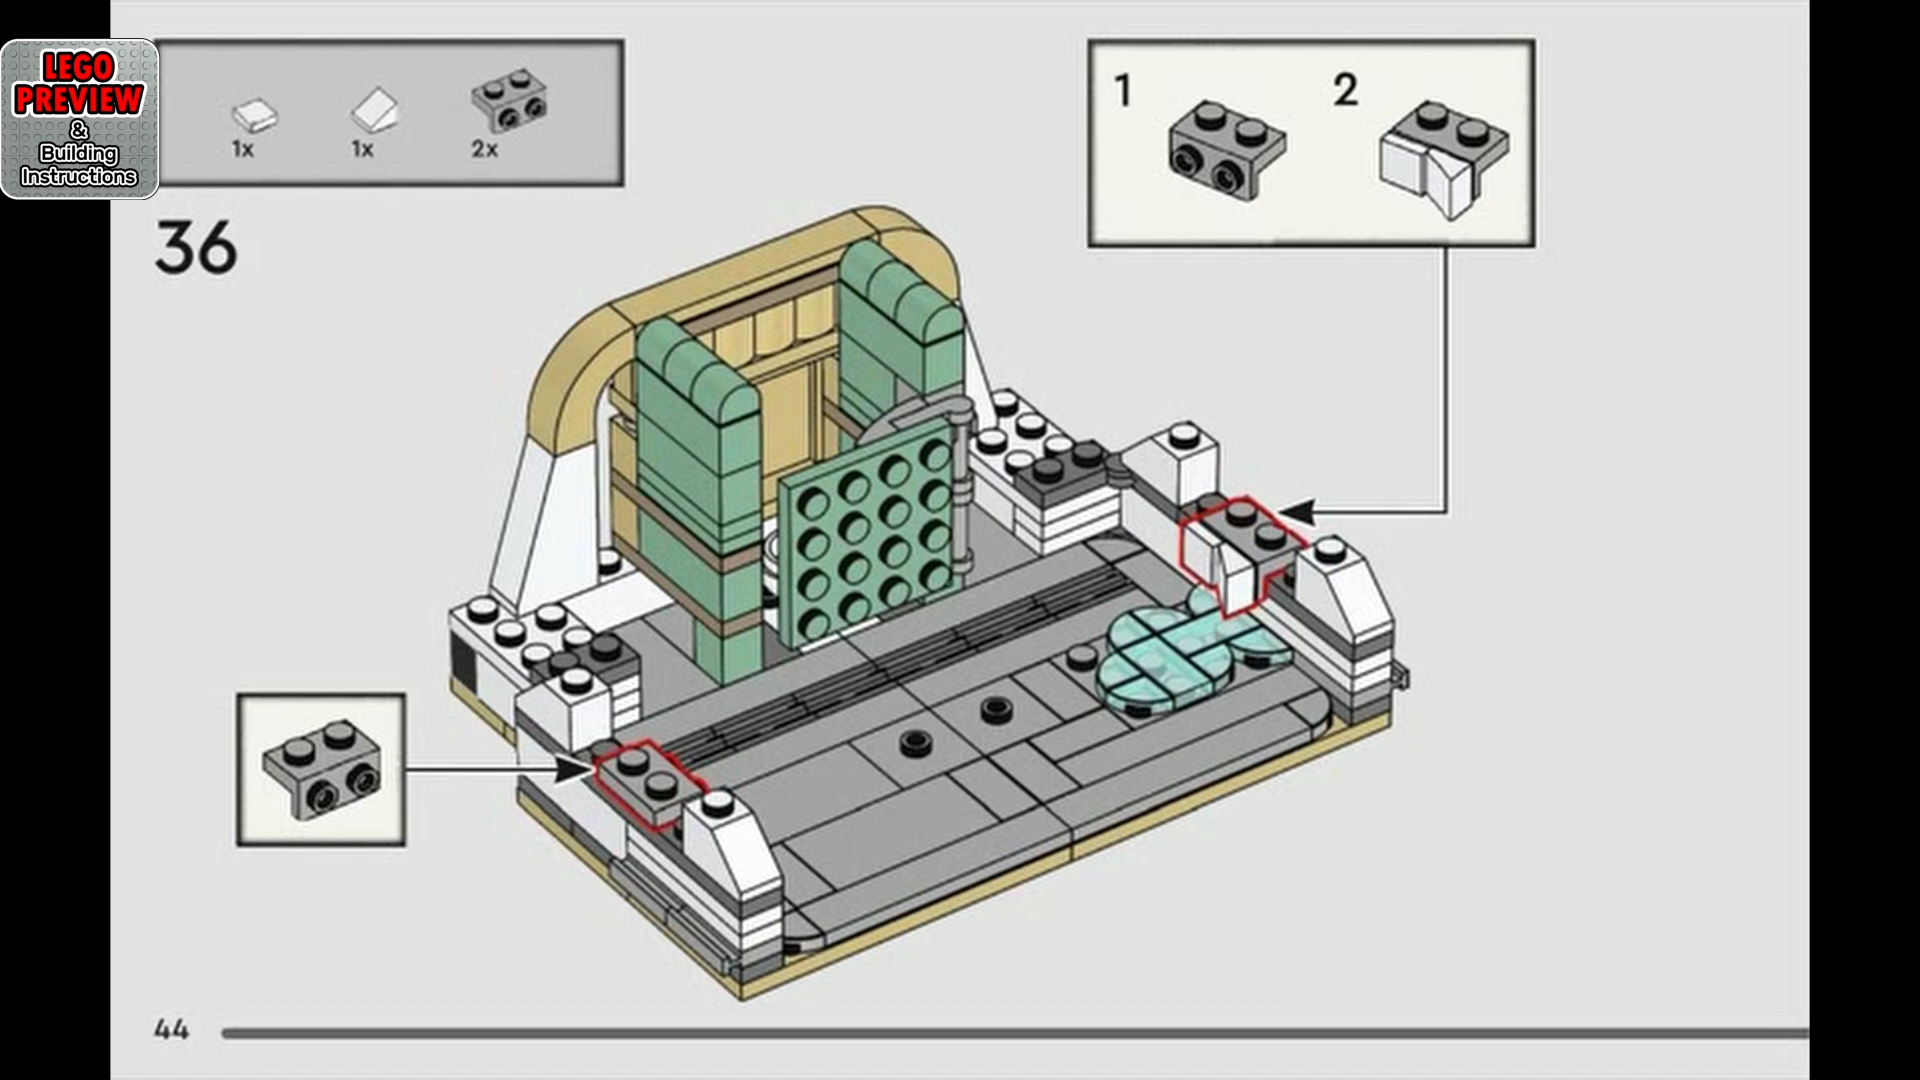 LEGO
PREVIEW
&
Building
Instructions
1x
1x
2x
1
2
36
44